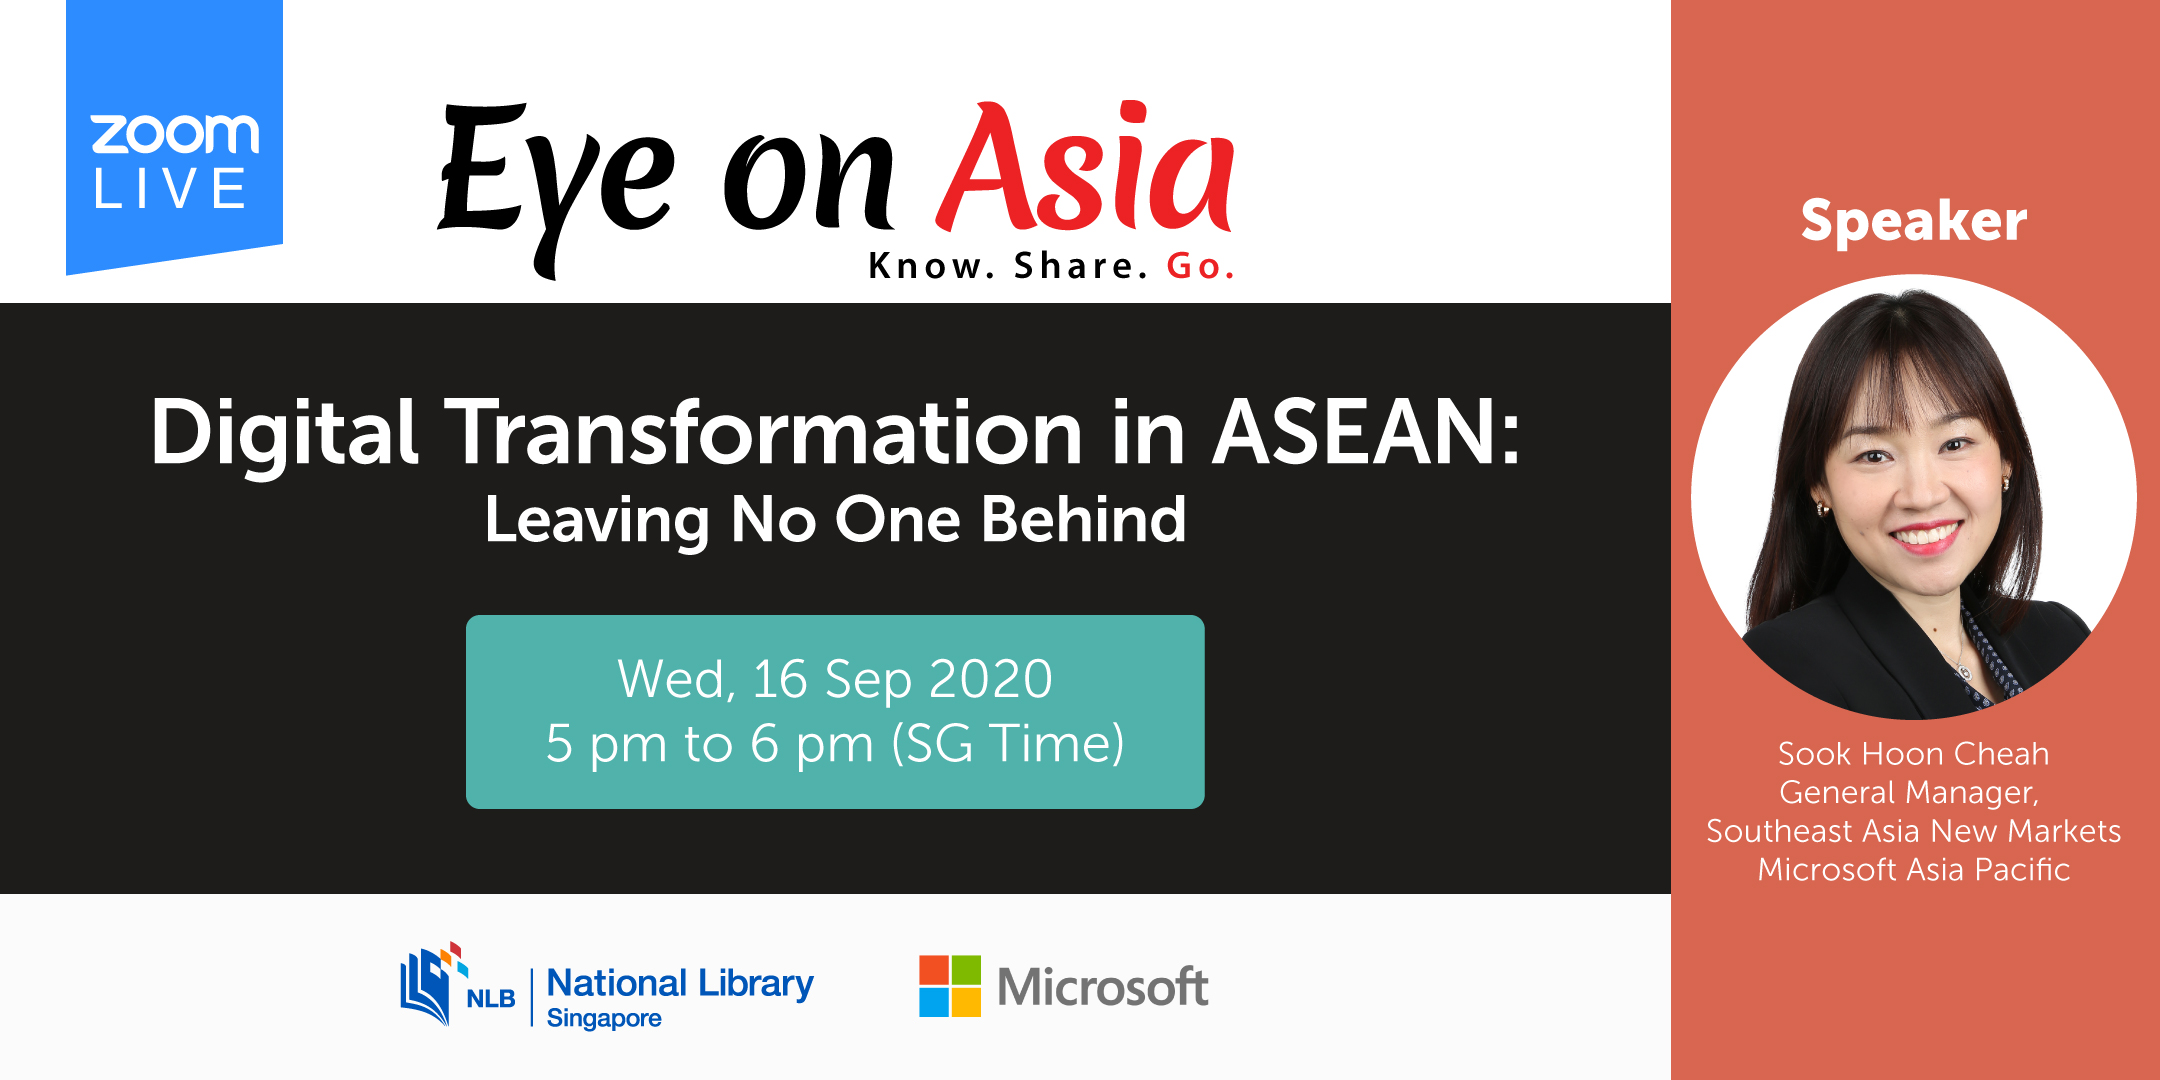 zoom
LIVE
Eye on Asia
Know. Share. Go.
Digital Transformation in ASEAN:
Leaving No One Behind
Wed, 16 Sep 2020
5 pm to 6 pm (SG Time)
NLB
National Library
Singapore
Microsoft
Speaker
Sook Hoon Cheah
General Manager,
Southeast Asia New Markets
Microsoft Asia Pacific